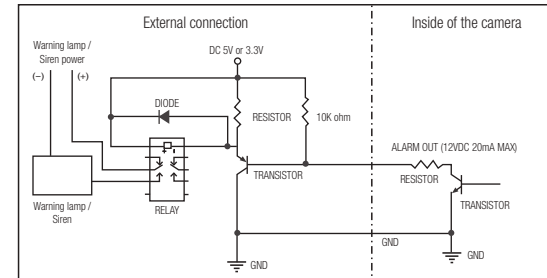 External connection
Inside of the camera
Warning lamp /
Siren power
(−)
(+)
DC 5V or 3.3V
DIODE
RESISTOR
10K ohm
ALARM OUT (12VDC 20mA MAX)
RESISTOR
TRANSISTOR
TRANSISTOR
Warning lamp /
Siren
RELAY
GND
GND
GND